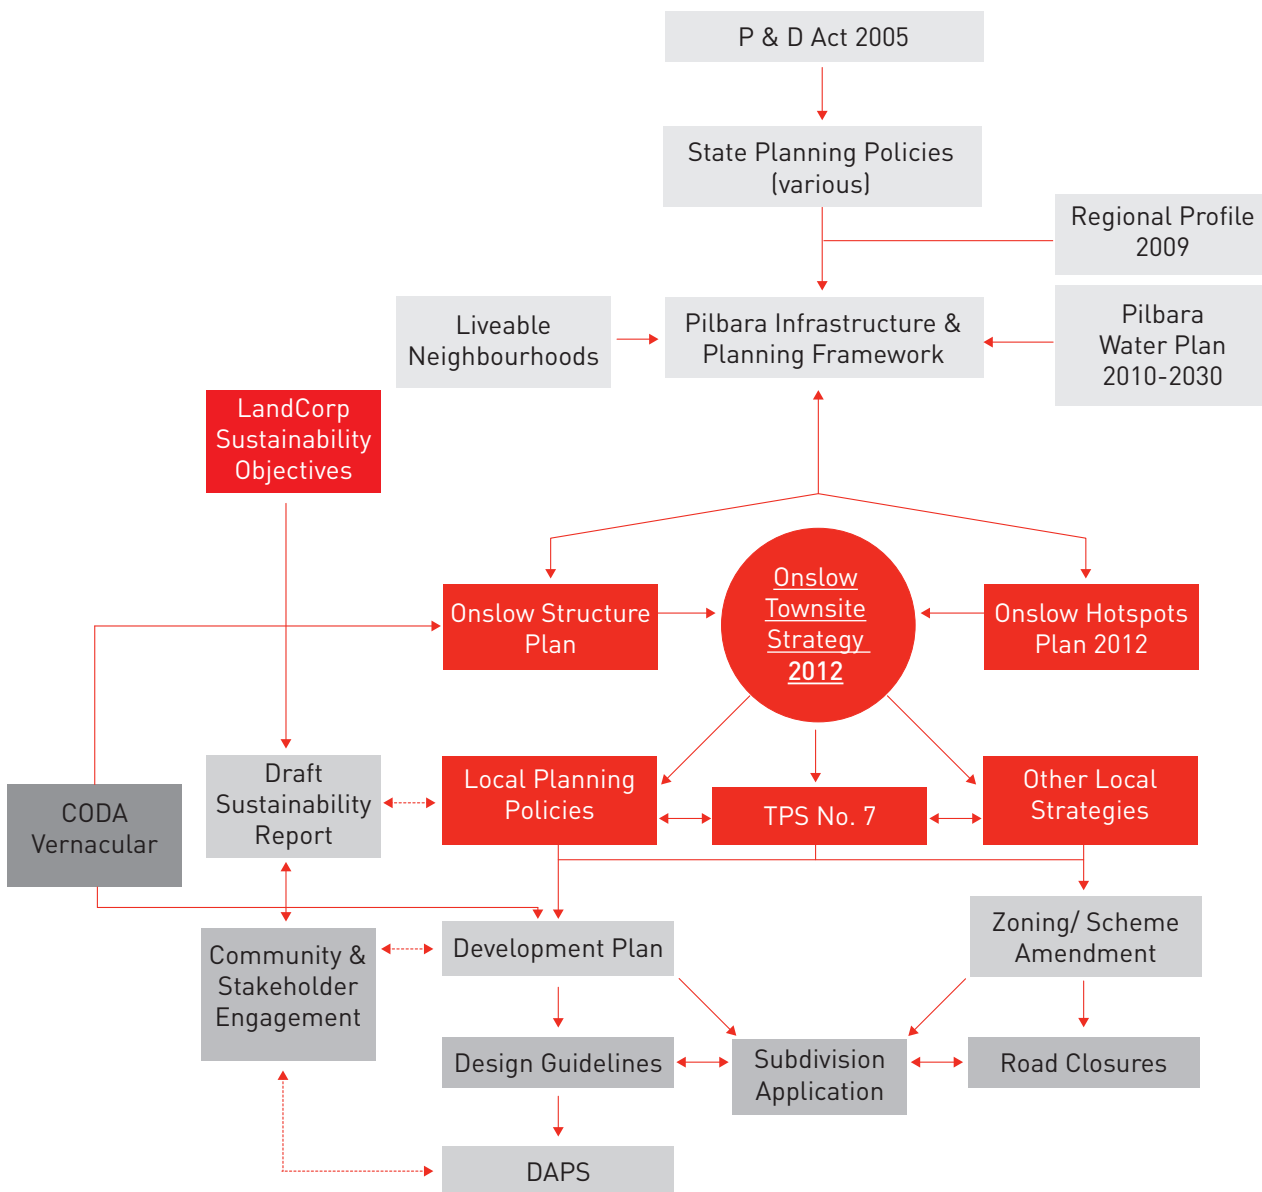 P & D Act 2005
State Planning Policies
(various)
Regional Profile
2009
Liveable
Neighbourhoods
Pilbara Infrastructure &
Planning Framework
Pilbara
Water Plan
2010-2030
LandCorp
Sustainability
Objectives
Onslow Structure
Plan
Onslow
Townsite
Strategy
2012
Onslow Hotspots
Plan 2012
CODA
Vernacular
Draft
Sustainability
Report
Local Planning
Policies
TPS No. 7
Other Local
Strategies
Community &
Stakeholder
Engagement
Development Plan
Zoning/ Scheme
Amendment
Design Guidelines
Subdivision
Application
Road Closures
DAPS